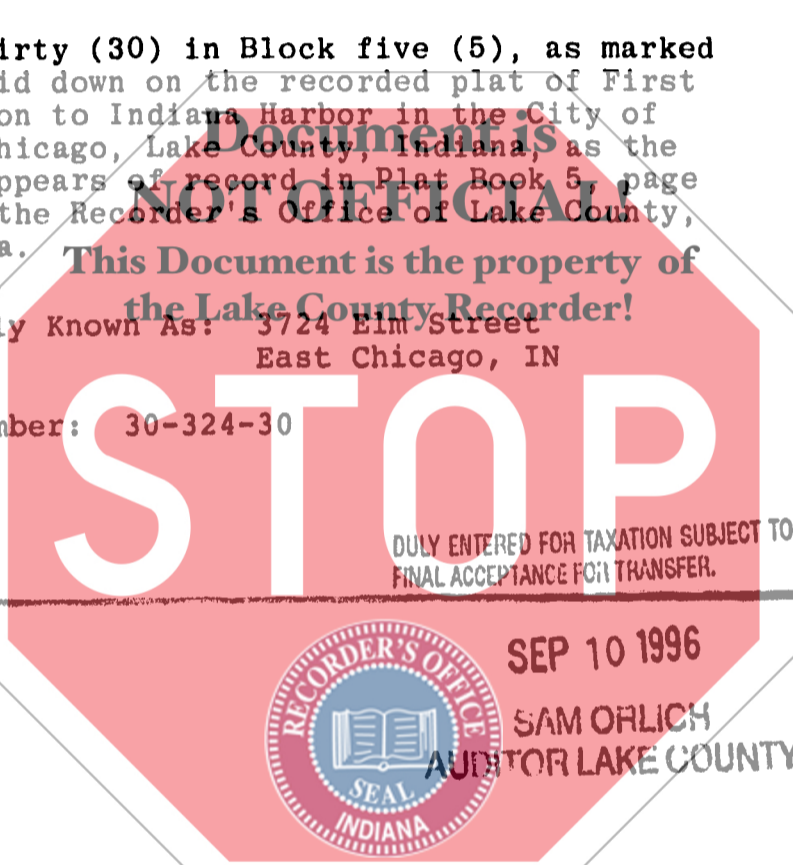 irty (30) in Block five (5), as marked
id down on the recorded plat of First
on to Indiana Harbor in the City of
hicago, Lake County, Indiana, as the
ppears of record in Plat Book 5, page
the Recorder's Office of Lake County,
a.
Document is
NOT OFFICIAL!
This Document is the property of
the Lake County Recorder!
ly Known As: 3724 Elm Street
East Chicago, IN
mber: 30-324-30
STOP
DULY ENTERED FOR TAXATION SUBJECT TO
FINAL ACCEPTANCE FOR TRANSFER.
SEP 10 1996
SAM ORLICH
AUDITOR LAKE COUNTY
RECORDER'S OFFICE
SEAL
INDIANA